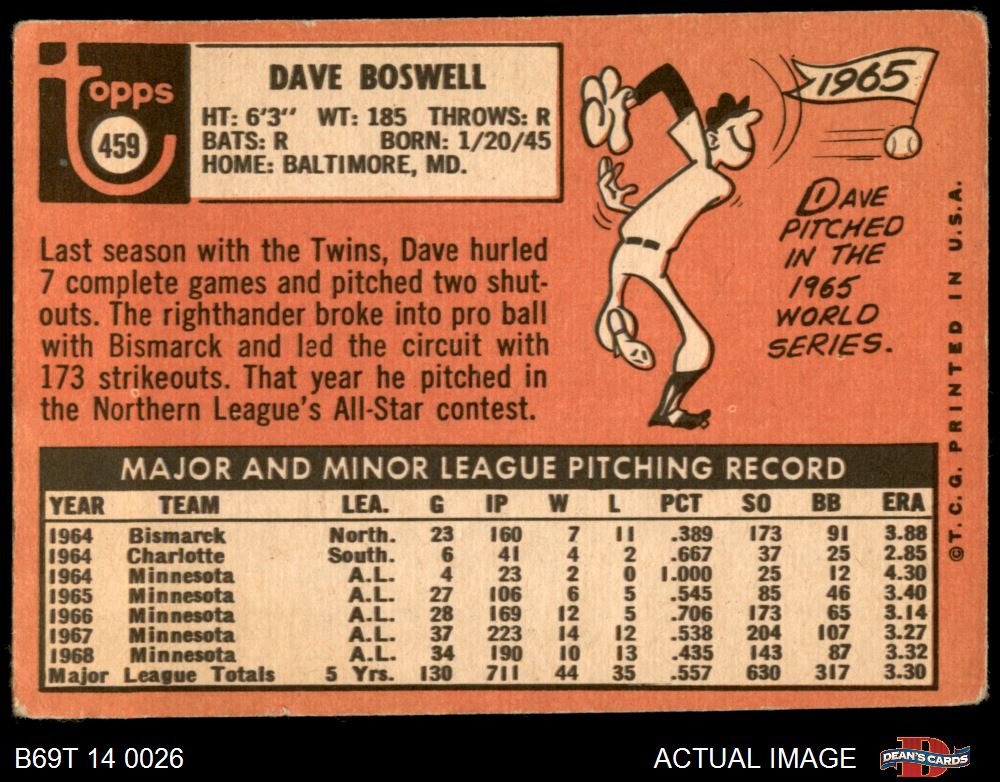 topps
459
DAVE BOSWELL
HT: 6'3" WT: 185 THROWS: R
BATS: R BORN: 1/20/45
HOME: BALTIMORE, MD.
1965
DAVE
PITCHED
IN THE
1965
WORLD
SERIES.
Last season with the Twins, Dave hurled
7 complete games and pitched two shut-
outs. The righthander broke into pro ball
with Bismarck and led the circuit with
173 strikeouts. That year he pitched in
the Northern League's All-Star contest.
MAJOR AND MINOR LEAGUE PITCHING RECORD
YEAR TEAM LEA. G IP W L PCT SO BB ERA
1964 Bismarck North. 23 160 7 11 .389 173 91 3.88
1964 Charlotte South. 6 41 4 2 .667 37 25 2.85
1964 Minnesota A.L. 4 23 2 0 1.000 25 12 4.30
1965 Minnesota A.L. 27 106 6 5 .545 85 46 3.40
1966 Minnesota A.L. 28 169 12 5 .706 173 65 3.14
1967 Minnesota A.L. 37 223 14 12 .538 204 107 3.27
1968 Minnesota A.L. 34 190 10 13 .435 143 87 3.32
Major League Totals 5 Yrs. 130 711 44 35 .557 630 317 3.30
©T.C.G. PRINTED IN U.S.A.
B69T 14 0026
ACTUAL IMAGE
DEAN'S CARDS